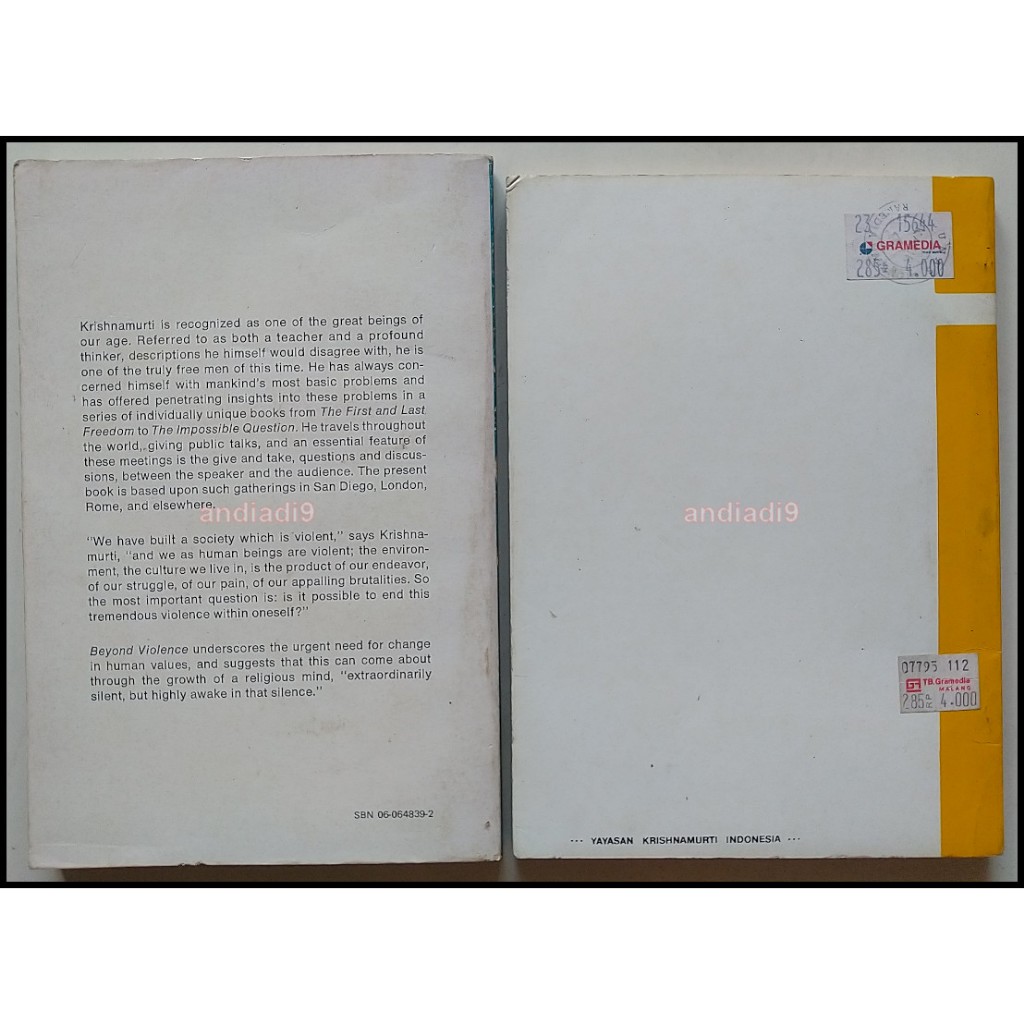 Krishnamurti is recognized as one of the great beings of
our age. Referred to as both a teacher and a profound
thinker, descriptions he himself would disagree with, he is
one of the truly free men of this time. He has always con-
cerned himself with mankind's most basic problems and
has offered penetrating insights into these problems in a
series of individually unique books from The First and Last
Freedom to The Impossible Question. He travels throughout
the world, giving public talks, and an essential feature of
these meetings is the give and take, questions and discus-
sions, between the speaker and the audience. The present
book is based upon such gatherings in San Diego, London,
Rome, and elsewhere.
andiadi9
"We have built a society which is violent," says Krishna-
murti, "and we as human beings are violent; the environ-
ment, the culture we live in, is the product of our endeavor,
of our struggle, of our pain, of our appalling brutalities. So
the most important question is: is it possible to end this
tremendous violence within oneself?"
Beyond Violence underscores the urgent need for change
in human values, and suggests that this can come about
through the growth of a religious mind, "extraordinarily
silent, but highly awake in that silence."
SBN 06-064839-2
23 15644
GRAMEDIA
285 4.000
andiadi9
07795 112
TB.Gramedia
MALANG
285 RP 4.000
--- YAYASAN KRISHNAMURTI INDONESIA ---